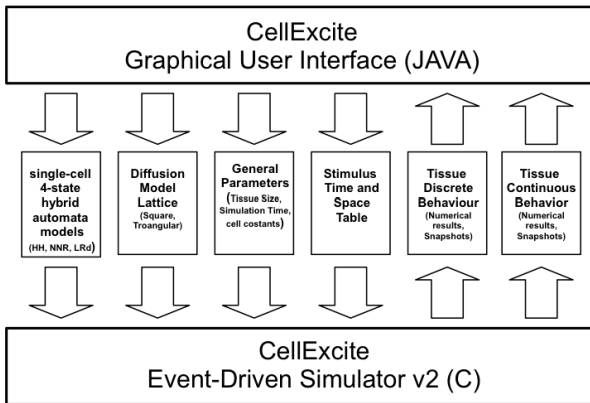 CellExcite
Graphical User Interface (JAVA)
single-cell
4-state
hybrid
automata
models
(HH, NNR, LRd)
Diffusion
Model
Lattice
(Square,
Troangular)
General
Parameters
(Tissue Size,
Simulation Time,
cell costants)
Stimulus
Time and
Space
Table
Tissue
Discrete
Behaviour
(Numerical
results,
Snapshots)
Tissue
Continuous
Behavior
(Numerical
results,
Snapshots)
CellExcite
Event-Driven Simulator v2 (C)